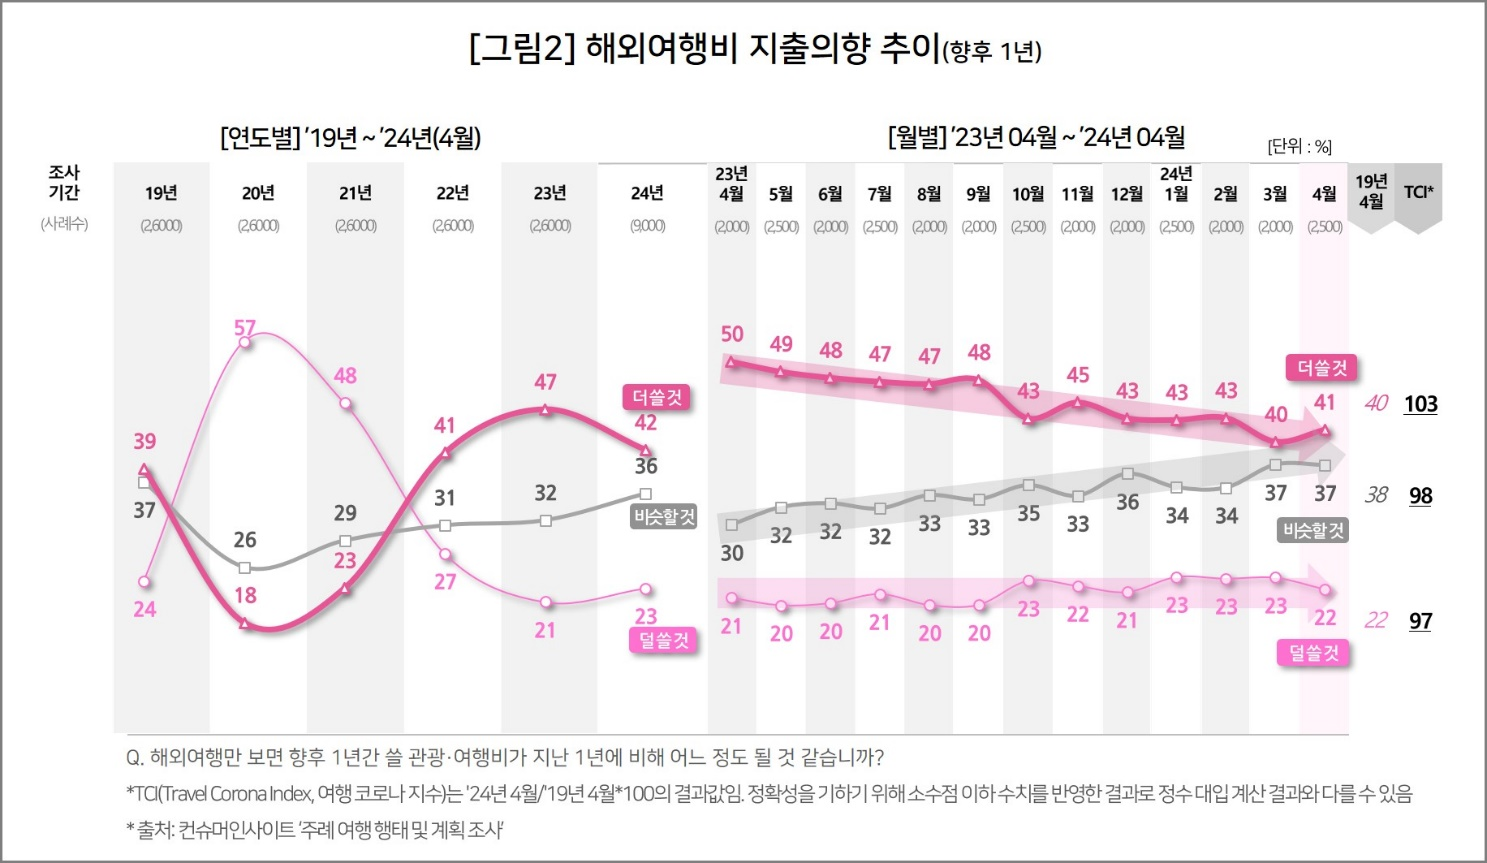 [그림2] 해외여행비 지출의향 추이(향후 1년)
[연도별] ’19년 ~ ’24년(4월)
[월별] ’23년 04월 ~ ’24년 04월
[단위 : %]
조사
기간
(사례수)
19년 20년 21년 22년 23년 24년
(2,6000) (2,6000) (2,6000) (2,6000) (2,6000) (9,000)
23년
4월 5월 6월 7월 8월 9월 10월 11월 12월
24년
1월 2월 3월 4월
(2,000) (2,500) (2,000) (2,500) (2,000) (2,000) (2,500) (2,000) (2,000) (2,500) (2,000) (2,000) (2,500)
19년
4월
TCI*
39 18 23 41 47 42
더쓸것
37 26 29 31 32 36
비슷할것
24 57 48 27 21 23
덜쓸것
50 49 48 47 47 48 43 45 43 43 43 40 41
더쓸것
40 103
30 32 32 32 33 33 35 33 36 34 34 37 37
비슷할것
38 98
21 20 20 21 20 20 23 22 21 23 23 23 22
덜쓸것
22 97
Q. 해외여행만 보면 향후 1년간 쓸 관광·여행비가 지난 1년에 비해 어느 정도 될 것 같습니까?
*TCI(Travel Corona Index, 여행 코로나 지수)는 '24년 4월/'19년 4월*100의 결과값임. 정확성을 기하기 위해 소수점 이하 수치를 반영한 결과로 정수 대입 계산 결과와 다를 수 있음
* 출처: 컨슈머인사이트 ‘주례 여행 행태 및 계획 조사’